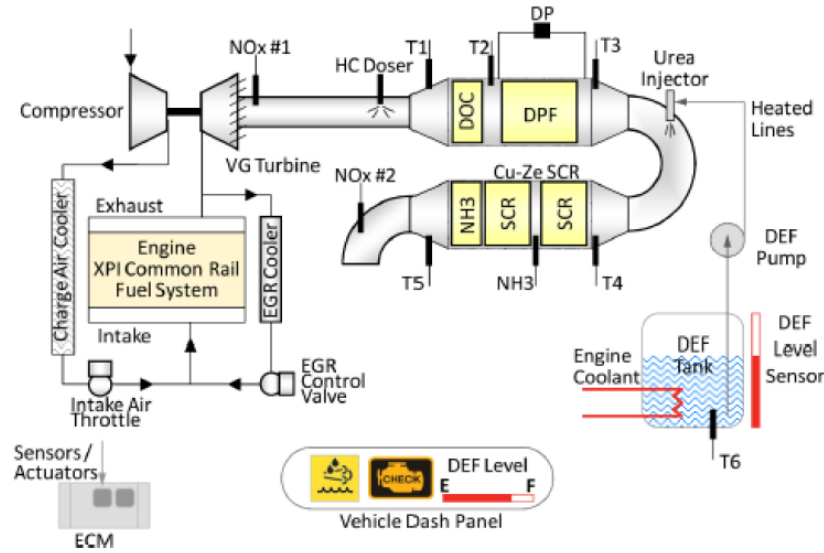 DP
NOx #1
T1
T2
T3
HC Doser
Urea
Injector
Compressor
DOC
DPF
Heated
Lines
VG Turbine
Cu-Ze SCR
NOx #2
Exhaust
Charge Air Cooler
Engine
XPI Common Rail
Fuel System
EGR Cooler
NH3
SCR
SCR
DEF
Pump
T5
NH3
T4
Intake
DEF
Tank
DEF
Level
Sensor
Engine
Coolant
EGR
Control
Valve
Intake Air
Throttle
T6
Sensors/
Actuators
CHECK
DEF Level
E F
Vehicle Dash Panel
ECM